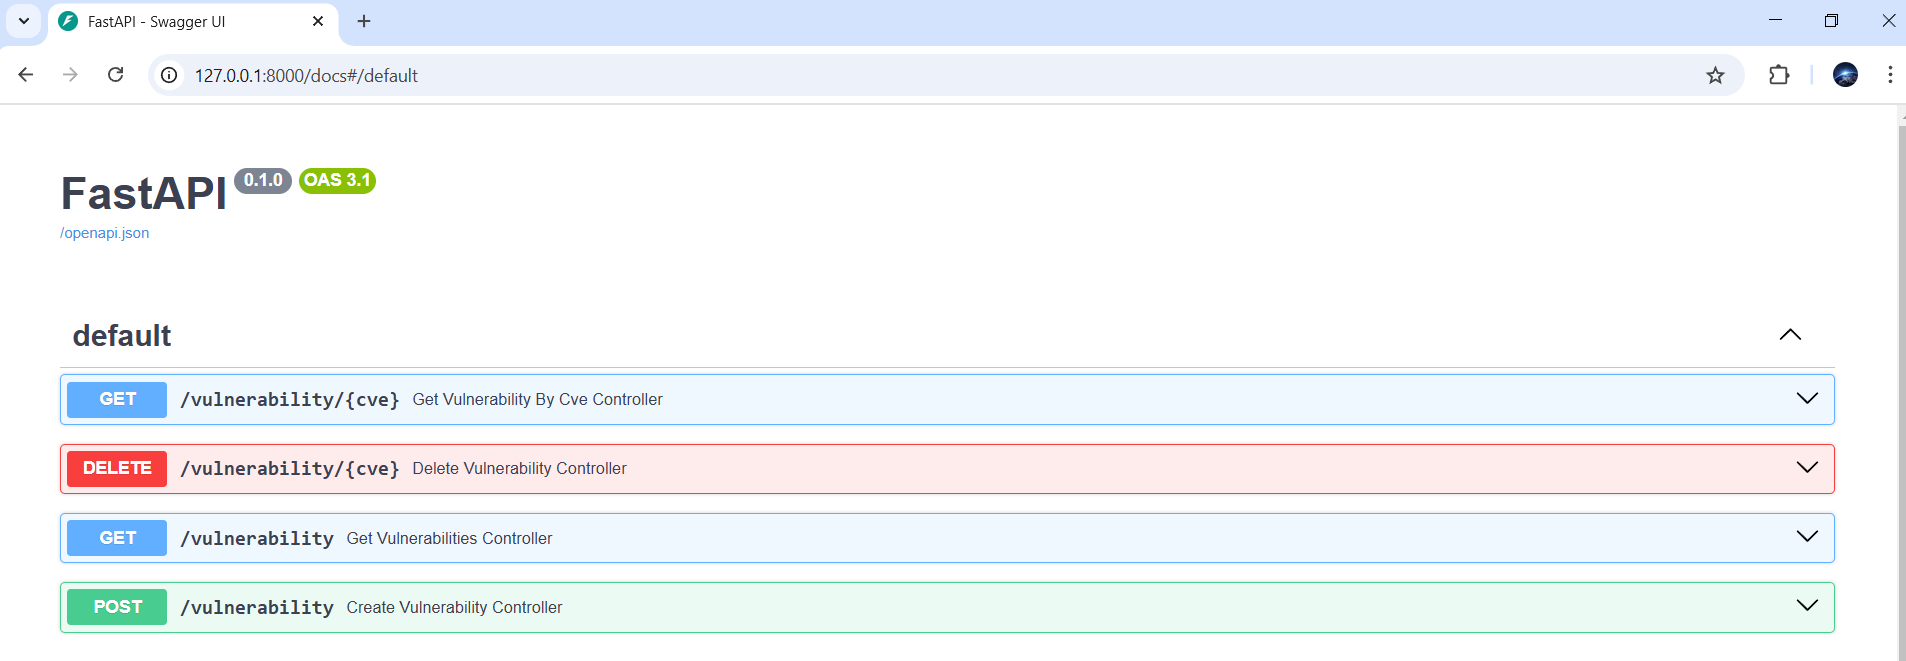 FastAPI - Swagger UI
127.0.0.1:8000/docs#/default
FastAPI 0.1.0 OAS 3.1
/openapi.json
default
GET /vulnerability/{cve} Get Vulnerability By Cve Controller
DELETE /vulnerability/{cve} Delete Vulnerability Controller
GET /vulnerability Get Vulnerabilities Controller
POST /vulnerability Create Vulnerability Controller